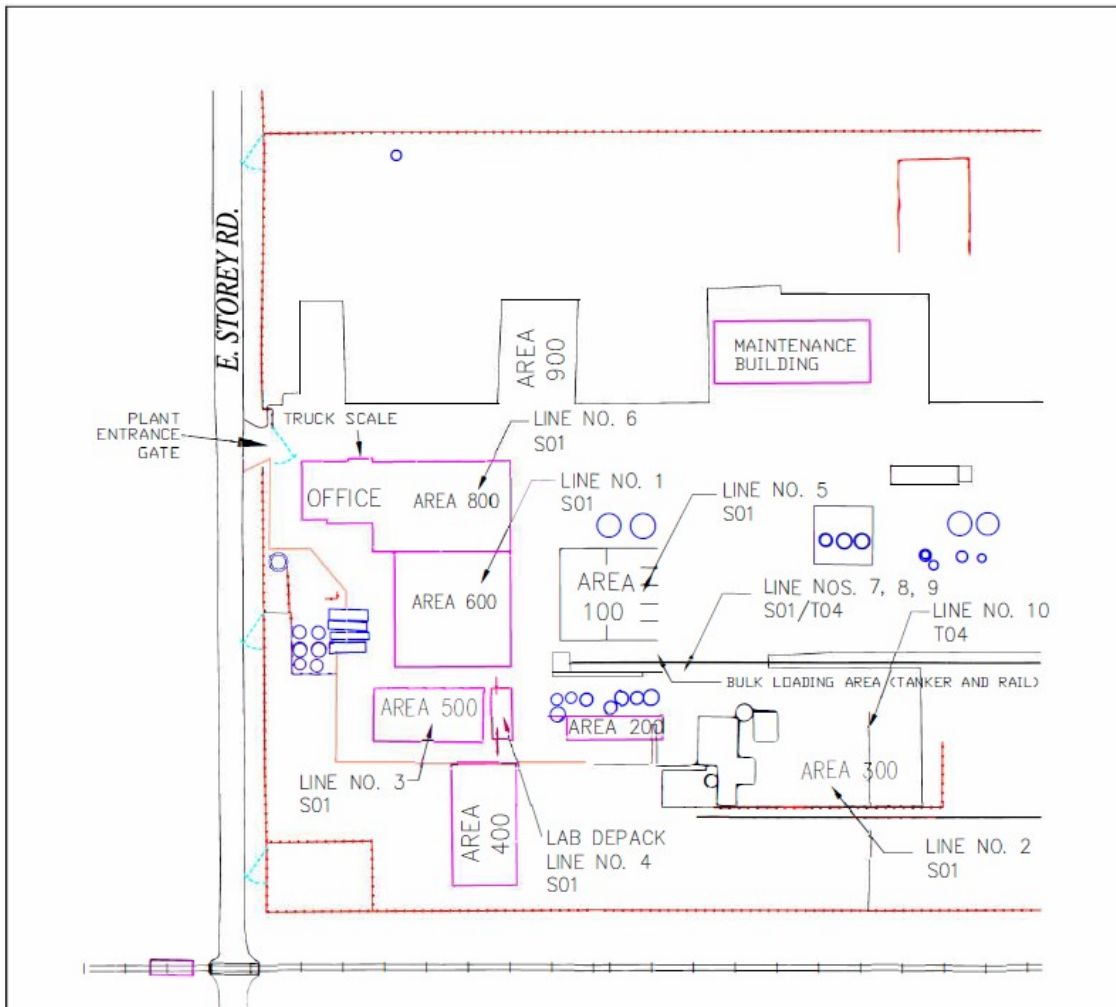 E. STOREY RD.
AREA
900
MAINTENANCE
BUILDING
PLANT
ENTRANCE
GATE
TRUCK SCALE
LINE NO. 6
S01
OFFICE
AREA 800
LINE NO. 1
S01
LINE NO. 5
S01
AREA
100
AREA 600
LINE NOS. 7, 8, 9
S01/T04
LINE NO. 10
T04
BULK LOADING AREA (TANKER AND RAIL)
AREA 500
AREA 200
AREA 300
LINE NO. 3
S01
AREA
400
LAB DEPACK
LINE NO. 4
S01
LINE NO. 2
S01